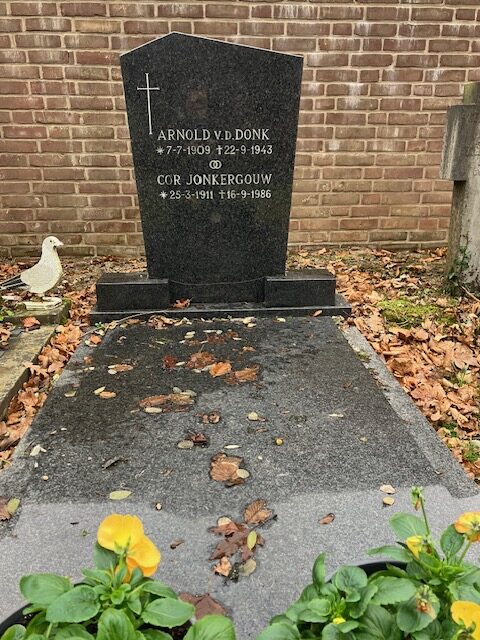 ARNOLD V.D. DONK
*7-7-1909 †22-9-1943
COR JONKERGOUW
*25-3-1911 †16-9-1986